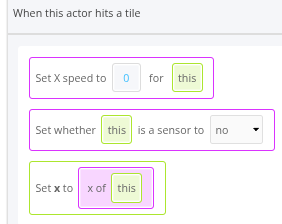 When this actor hits a tile
Set X speed to 0 for this
Set whether this is a sensor to no
Set x to x of this